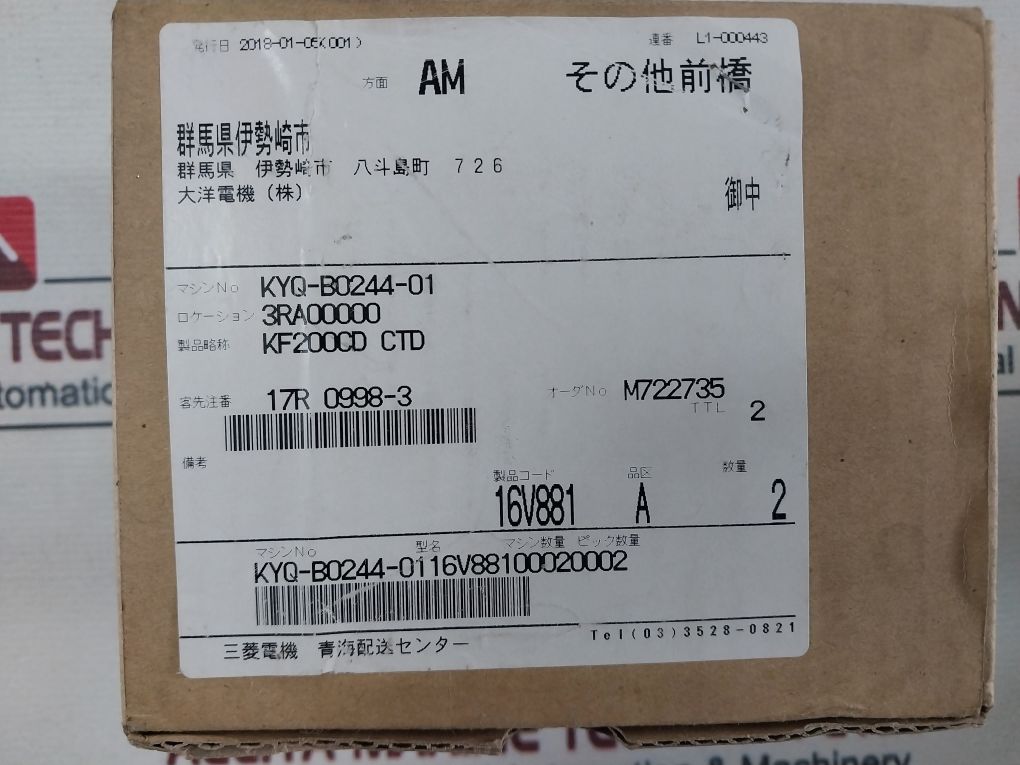 発行日 2018-01-05(001) 連番 L1-000443
方面 AM その他前橋
群馬県伊勢崎市
群馬県 伊勢崎市 八斗島町 726
大洋電機(株) 御中
マシンNo KYQ-B0244-01
ロケーション 3RA00000
製品略称 KF200CD CTD
客先注番 17R 0998-3 オーダNo M722735
TTL 2
備考
製品コード 品区 数量
16V881 A 2
マシンNo 型名 マシン数量 ピック数量
KYQ-B0244-0116V88100020002
Tel(03)3528-0821
三菱電機 青海配送センター
TECH
tomatio
al
& Machinery